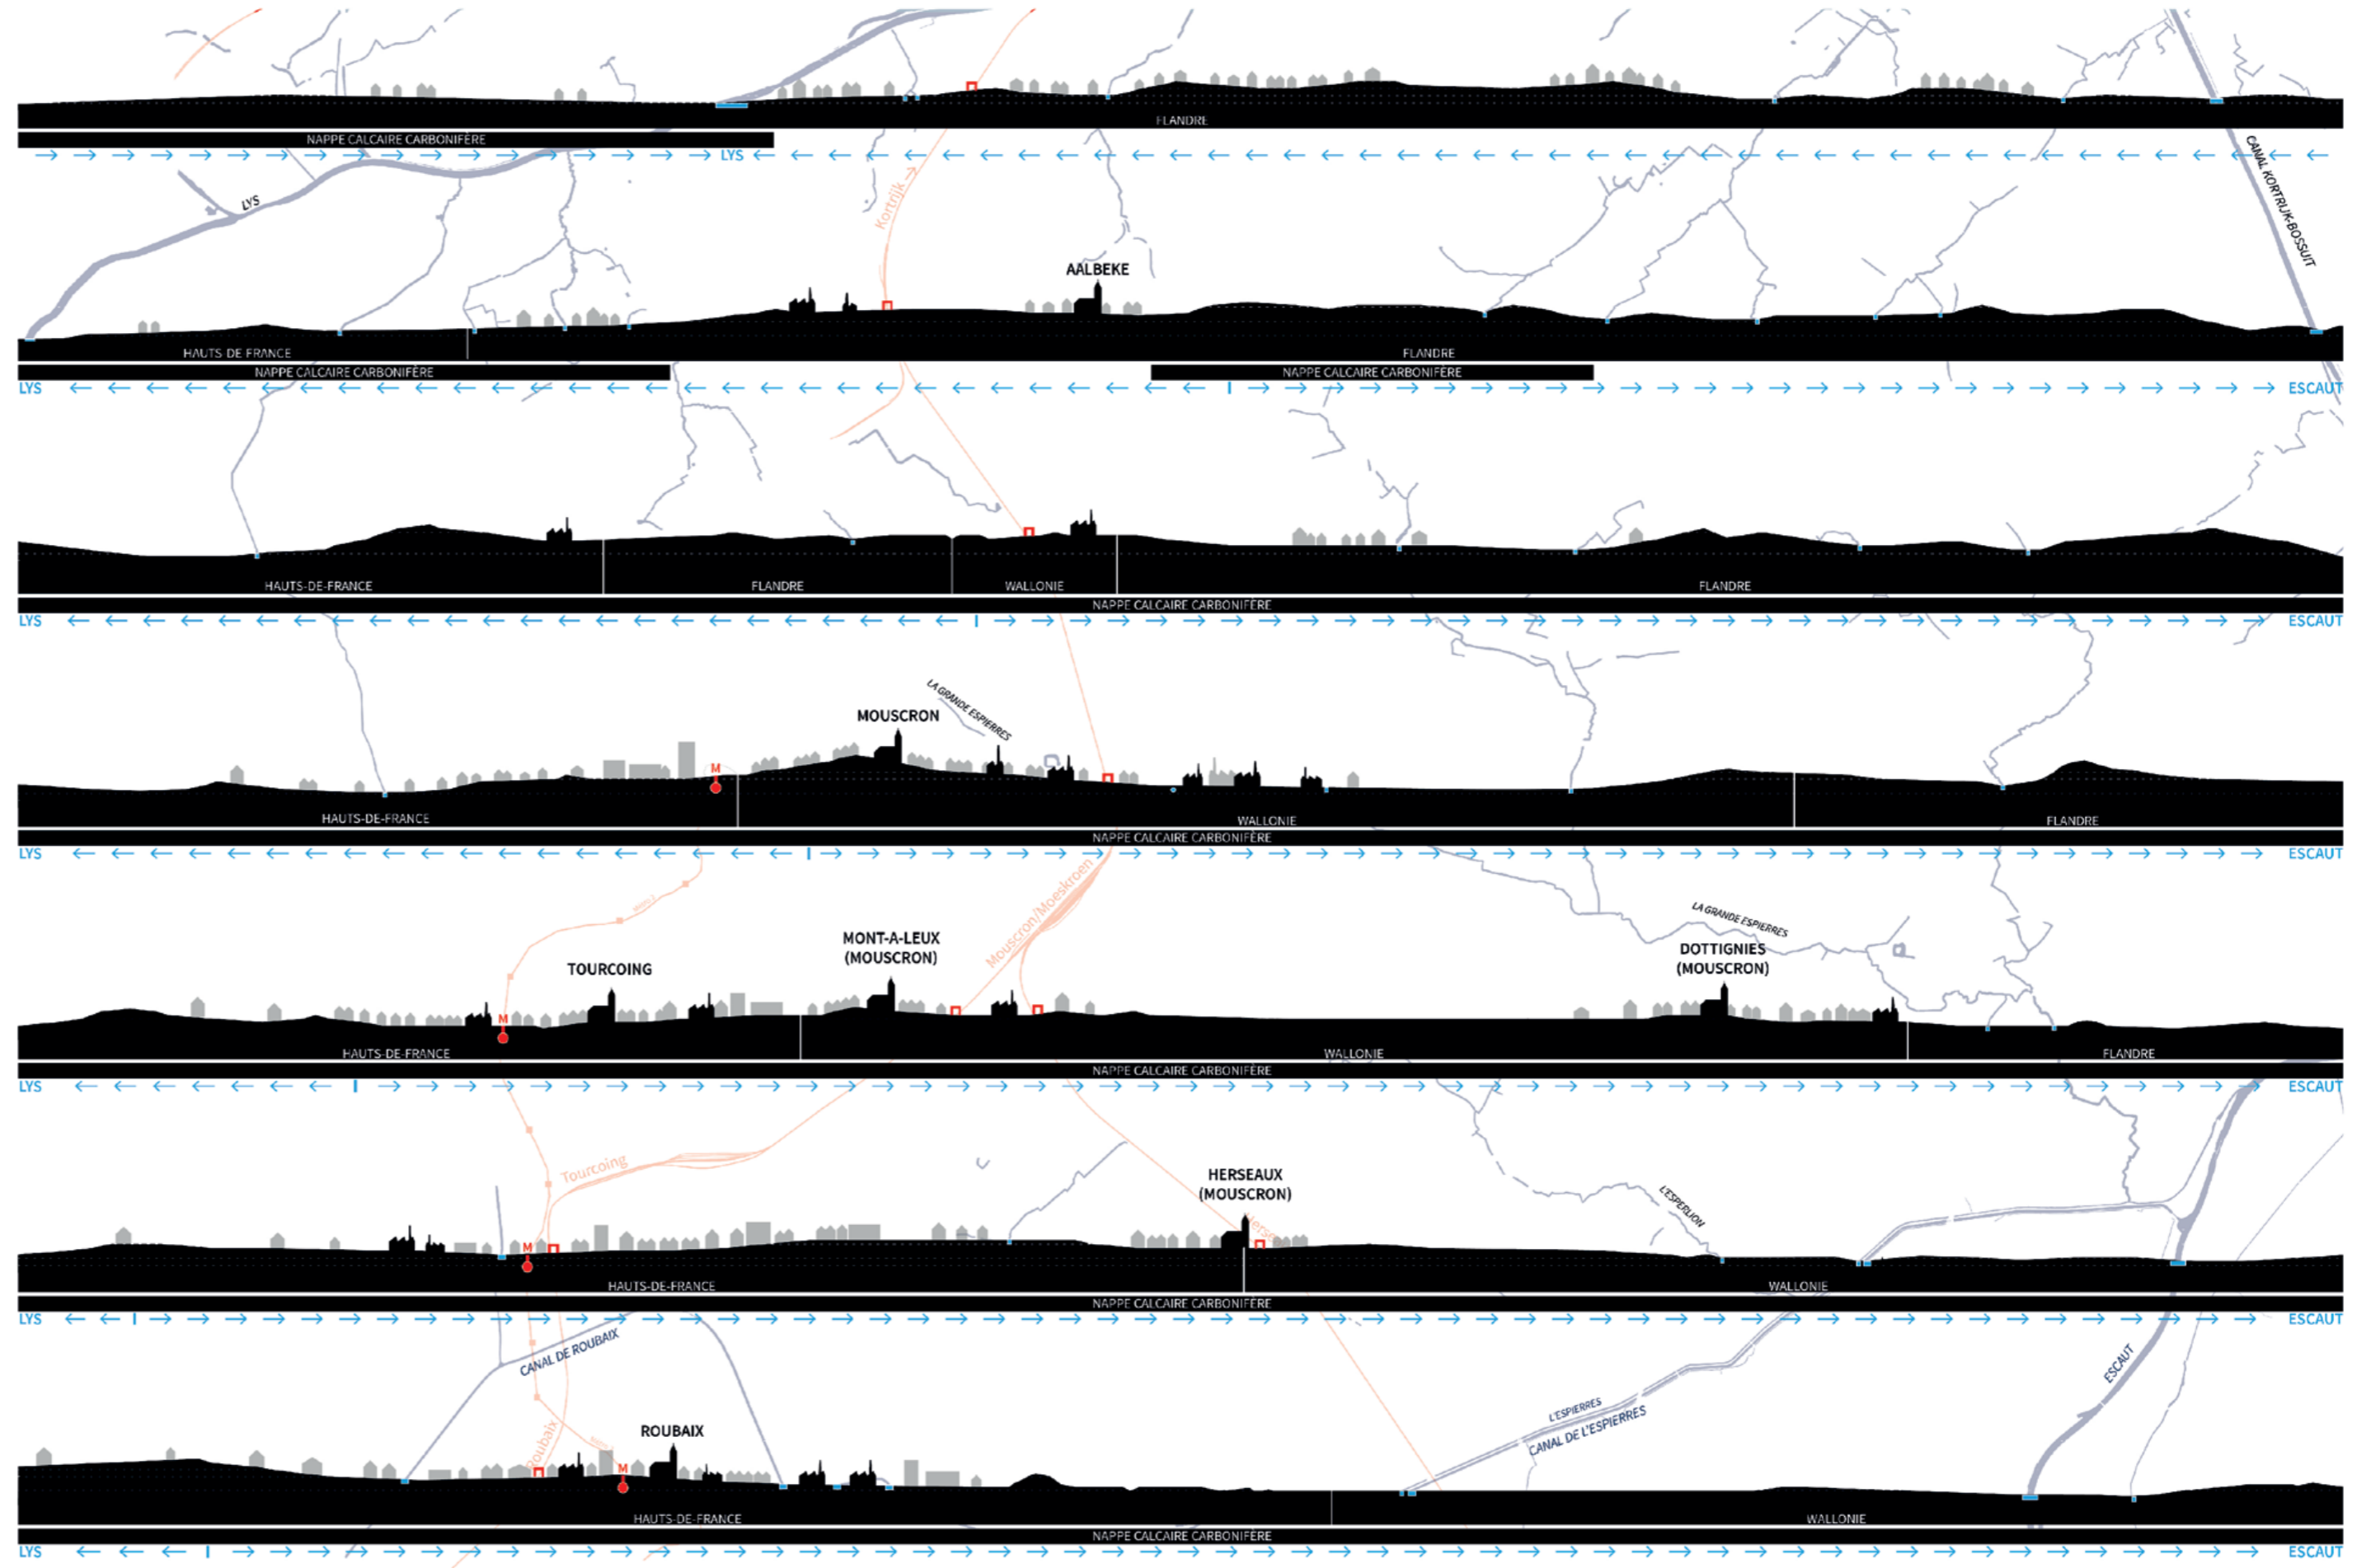 FLANDRE
NAPPE CALCAIRE CARBONIFÈRE
LYS
CANAL KORTRIJK-BOSSUIT
LYS
Kortrijk
AALBEKE
HAUTS DE FRANCE
FLANDRE
NAPPE CALCAIRE CARBONIFÈRE
NAPPE CALCAIRE CARBONIFÈRE
LYS
ESCAUT
HAUTS-DE-FRANCE
FLANDRE
WALLONIE
FLANDRE
NAPPE CALCAIRE CARBONIFÈRE
LYS
ESCAUT
LA GRANDE ESPIERRES
MOUSCRON
M
HAUTS-DE-FRANCE
WALLONIE
FLANDRE
NAPPE CALCAIRE CARBONIFÈRE
LYS
ESCAUT
Mouscron/Moeskroen
LA GRANDE ESPIERRES
MONT-A-LEUX
(MOUSCRON)
DOTTIGNIES
(MOUSCRON)
TOURCOING
M
HAUTS-DE-FRANCE
WALLONIE
FLANDRE
NAPPE CALCAIRE CARBONIFÈRE
LYS
ESCAUT
Tourcoing
HERSEAUX
(MOUSCRON)
L'ESPERLION
M
HAUTS-DE-FRANCE
WALLONIE
NAPPE CALCAIRE CARBONIFÈRE
LYS
ESCAUT
CANAL DE ROUBAIX
ESCAUT
L'ESPIERRES
CANAL DE L'ESPIERRES
ROUBAIX
Roubaix
M
HAUTS-DE-FRANCE
WALLONIE
NAPPE CALCAIRE CARBONIFÈRE
LYS
ESCAUT